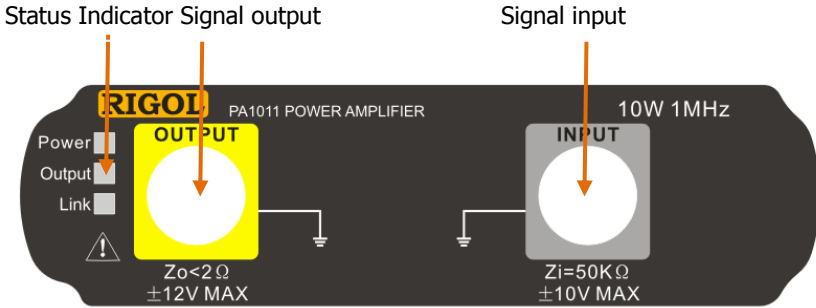 Status Indicator Signal output Signal input
RIGOL PA1011 POWER AMPLIFIER 10W 1MHz
Power OUTPUT INPUT
Output
Link
Zo<2Ω Zi=50KΩ
±12V MAX ±10V MAX